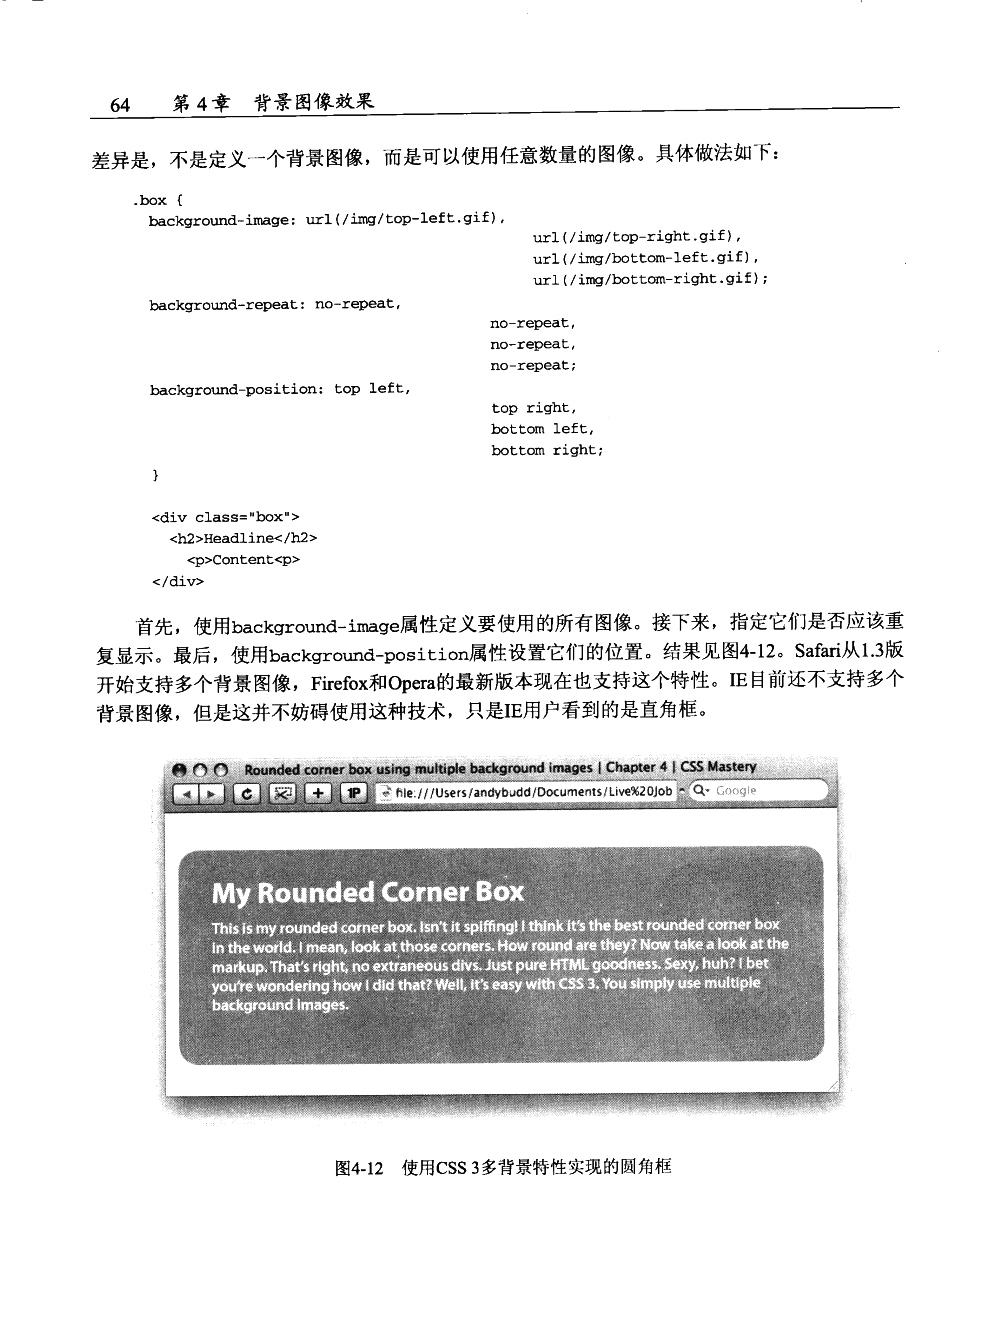 64 第4章 背景图像效果
差异是，不是定义一个背景图像，而是可以使用任意数量的图像。具体做法如下：
.box {
background-image: url(/img/top-left.gif),
url(/img/top-right.gif),
url(/img/bottom-left.gif),
url(/img/bottom-right.gif);
background-repeat: no-repeat,
no-repeat,
no-repeat,
no-repeat;
background-position: top left,
top right,
bottom left,
bottom right;
}
<div class="box">
<h2>Headline</h2>
<p>Content<p>
</div>
首先，使用background-image属性定义要使用的所有图像。接下来，指定它们是否应该重
复显示。最后，使用background-position属性设置它们的位置。结果见图4-12。Safari从1.3版
开始支持多个背景图像，Firefox和Opera的最新版本现在也支持这个特性。IE目前还不支持多个
背景图像，但是这并不妨碍使用这种技术，只是IE用户看到的是直角框。
Rounded corner box using multiple background images | Chapter 4 | CSS Mastery
C + 1P file:///Users/andybudd/Documents/Live%20Job Q Google
My Rounded Corner Box
This is my rounded corner box. Isn't it spiffing! I think it's the best rounded corner box
in the world. I mean, look at those corners. How round are they? Now take a look at the
markup. That's right, no extraneous divs. Just pure HTML goodness. Sexy, huh? I bet
you're wondering how I did that? Well, it's easy with CSS 3. You simply use multiple
background images.
图4-12 使用CSS 3多背景特性实现的圆角框